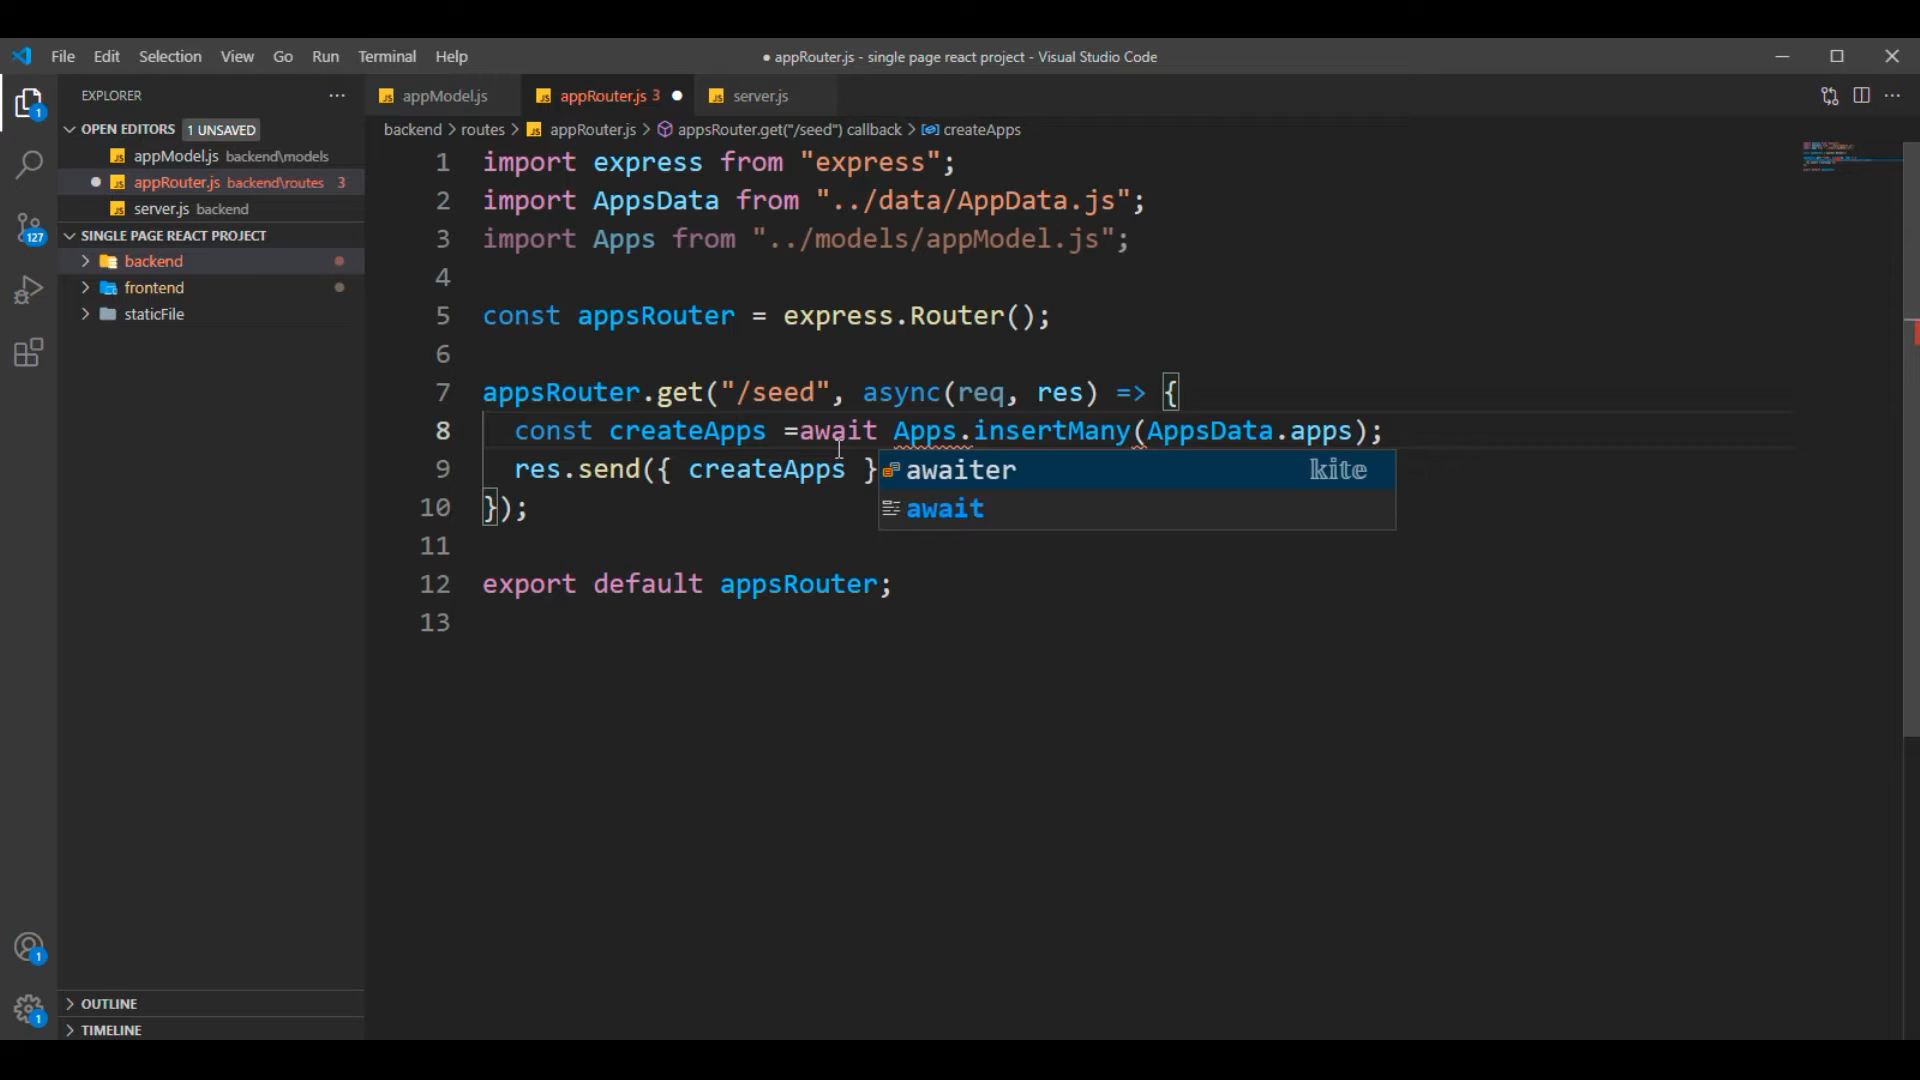 File Edit Selection View Go Run Terminal Help
● appRouter.js - single page react project - Visual Studio Code
EXPLORER
OPEN EDITORS 1 UNSAVED
appModel.js backend\models
appRouter.js backend\routes 3
server.js backend
SINGLE PAGE REACT PROJECT
backend
frontend
staticFile
OUTLINE
TIMELINE
1
127
1
1
appModel.js appRouter.js 3 server.js
backend > routes > appRouter.js > appsRouter.get("/seed") callback > createApps
1 import express from "express";
2 import AppsData from "../data/AppData.js";
3 import Apps from "../models/appModel.js";
4
5 const appsRouter = express.Router();
6
7 appsRouter.get("/seed", async(req, res) => {
8 const createApps =await Apps.insertMany(AppsData.apps);
9 res.send({ createApps }
awaiter kite
await
10 });
11
12 export default appsRouter;
13